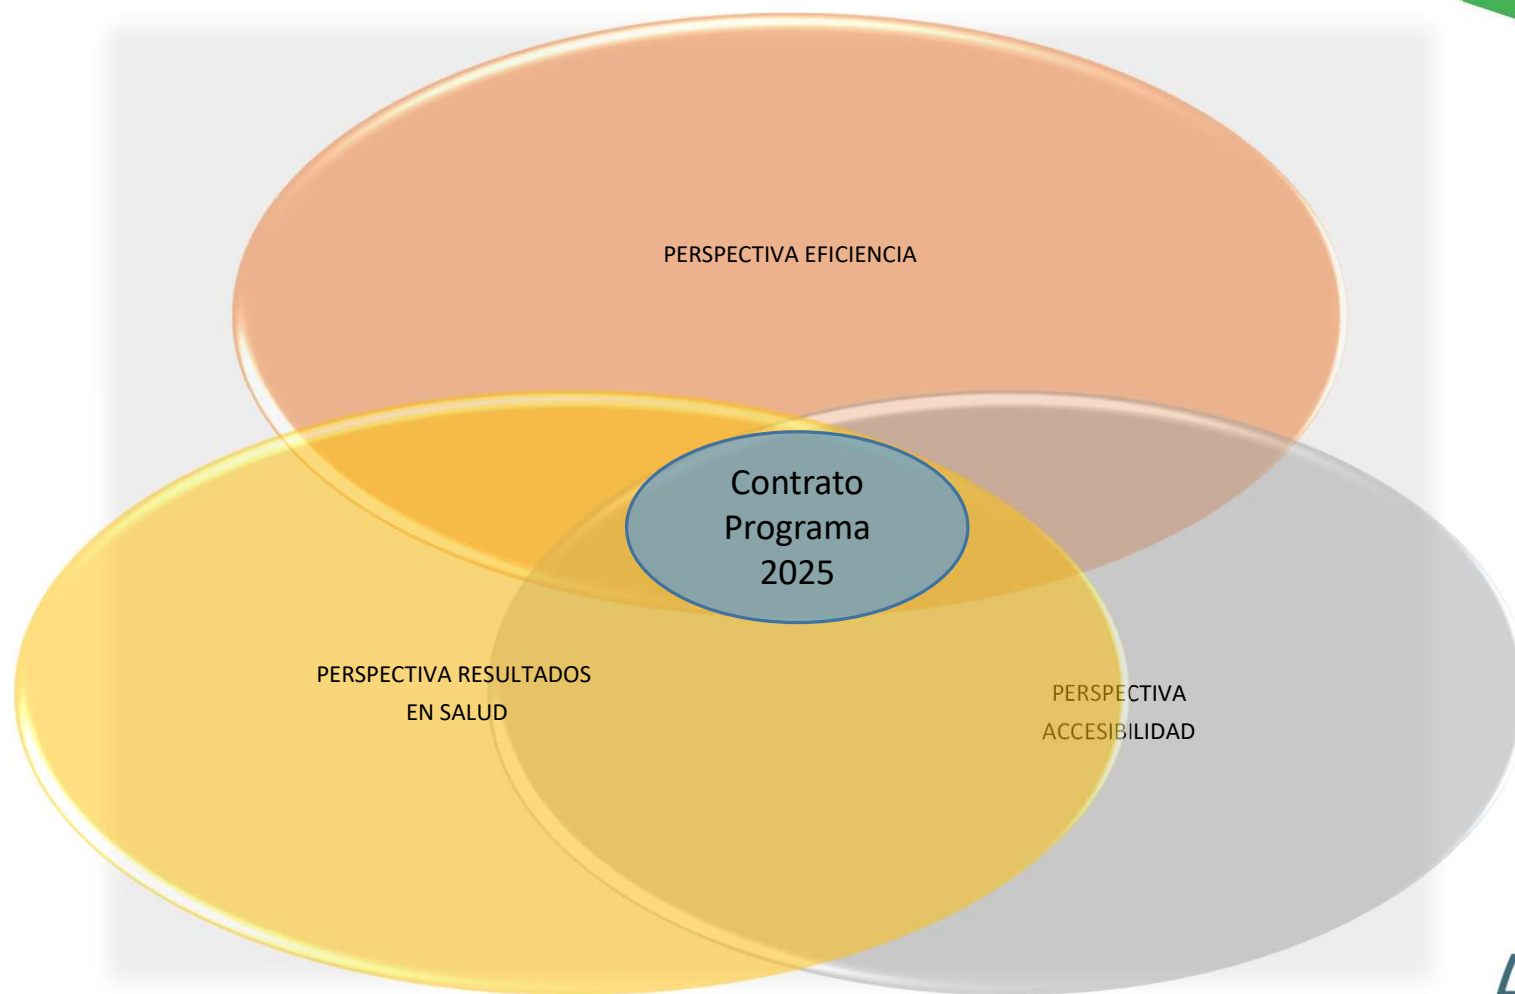 PERSPECTIVA EFICIENCIA
Contrato
Programa
2025
PERSPECTIVA RESULTADOS
EN SALUD
PERSPECTIVA
ACCESIBILIDAD